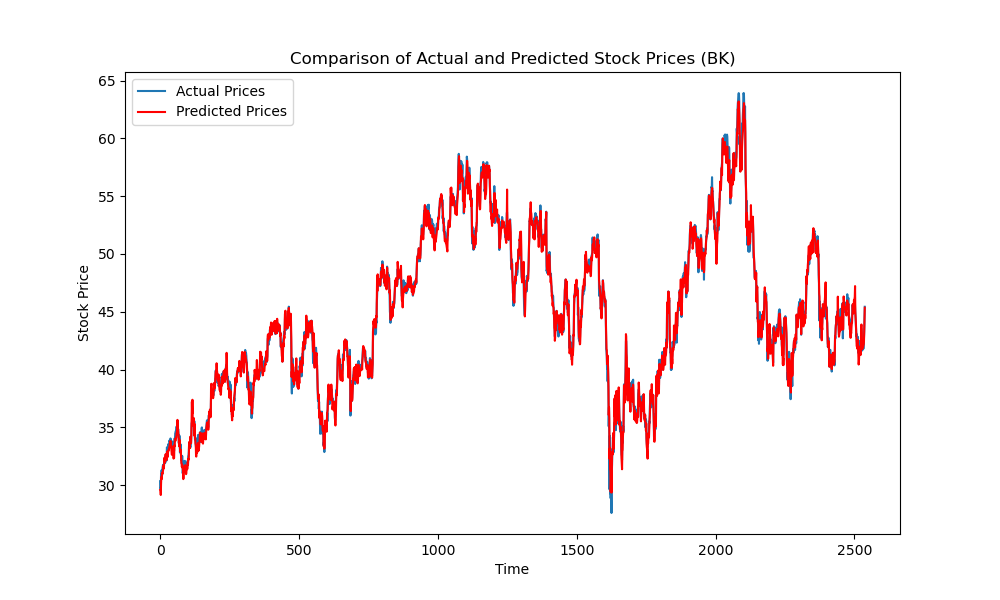 Comparison of Actual and Predicted Stock Prices (BK)
Actual Prices
Predicted Prices
65
60
55
50
45
40
35
30
Stock Price
0 500 1000 1500 2000 2500
Time